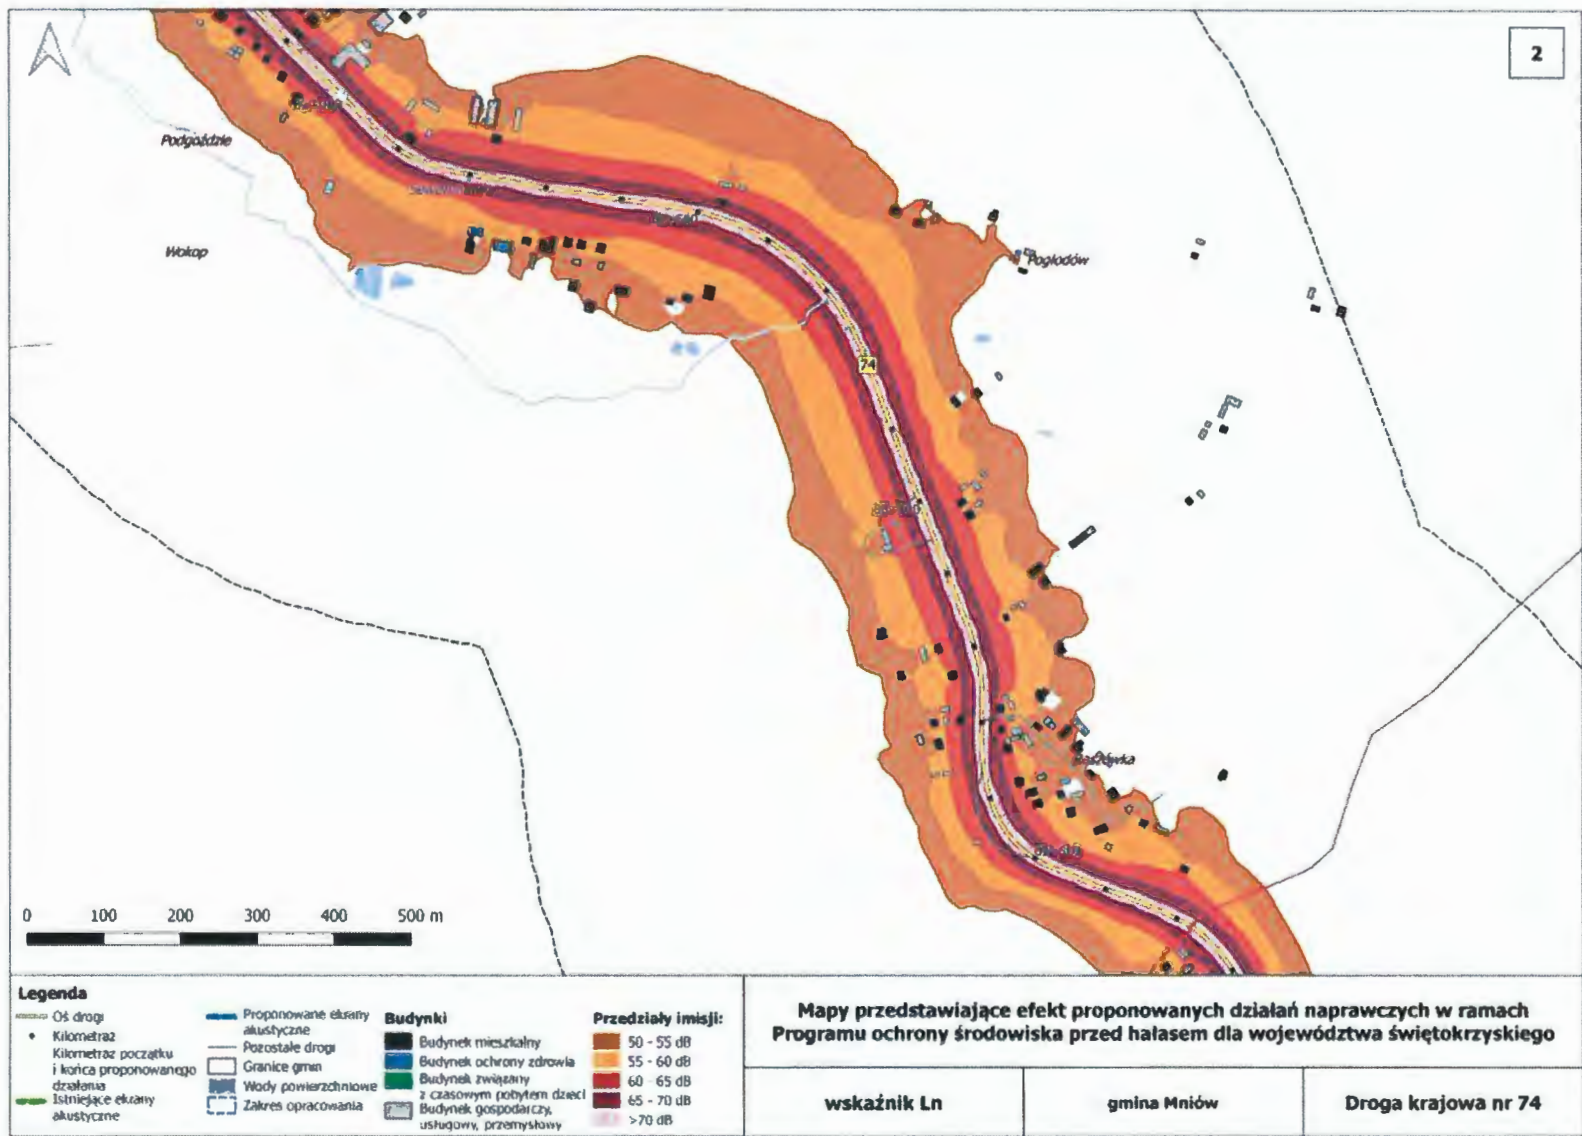 2
Podgoździe
Wokop
Pogłodów
74
Raszówka
0 100 200 300 400 500 m
Legenda
Oś drogi
Kilometraż
Kilometraż początku
i końca proponowanego
działania
Istniejące ekrany
akustyczne
Proponowane ekrany
akustyczne
Pozostałe drogi
Granice gmin
Wody powierzchniowe
Zakres opracowania
Budynki
Budynek mieszkalny
Budynek ochrony zdrowia
Budynek związany
z czasowym pobytem dzieci
Budynek gospodarczy,
usługowy, przemysłowy
Przedziały imisji:
50 - 55 dB
55 - 60 dB
60 - 65 dB
65 - 70 dB
>70 dB
Mapy przedstawiające efekt proponowanych działań naprawczych w ramach
Programu ochrony środowiska przed hałasem dla województwa świętokrzyskiego
wskaźnik Ln
gmina Mniów
Droga krajowa nr 74